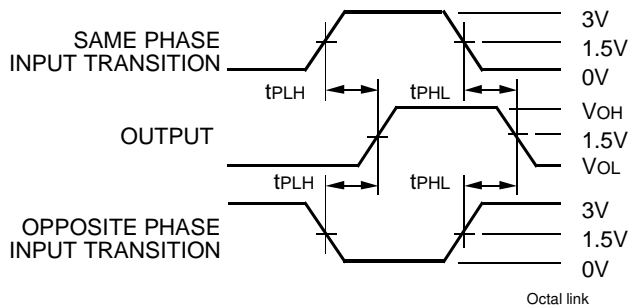 3V
SAME PHASE
1.5V
INPUT TRANSITION
0V
tPLH
tPHL
VOH
OUTPUT
1.5V
VOL
tPLH
tPHL
3V
OPPOSITE PHASE
1.5V
INPUT TRANSITION
0V
Octal link